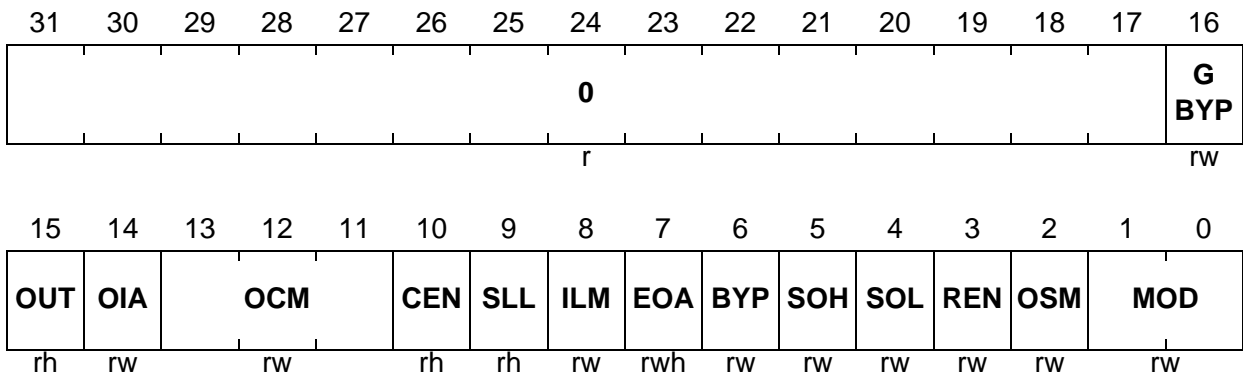 31 30 29 28 27 26 25 24 23 22 21 20 19 18 17 16
0 G BYP
r rw
15 14 13 12 11 10 9 8 7 6 5 4 3 2 1 0
OUT OIA OCM CEN SLL ILM EOA BYP SOH SOL REN OSM MOD
rh rw rw rh rh rw rwh rw rw rw rw rw rw